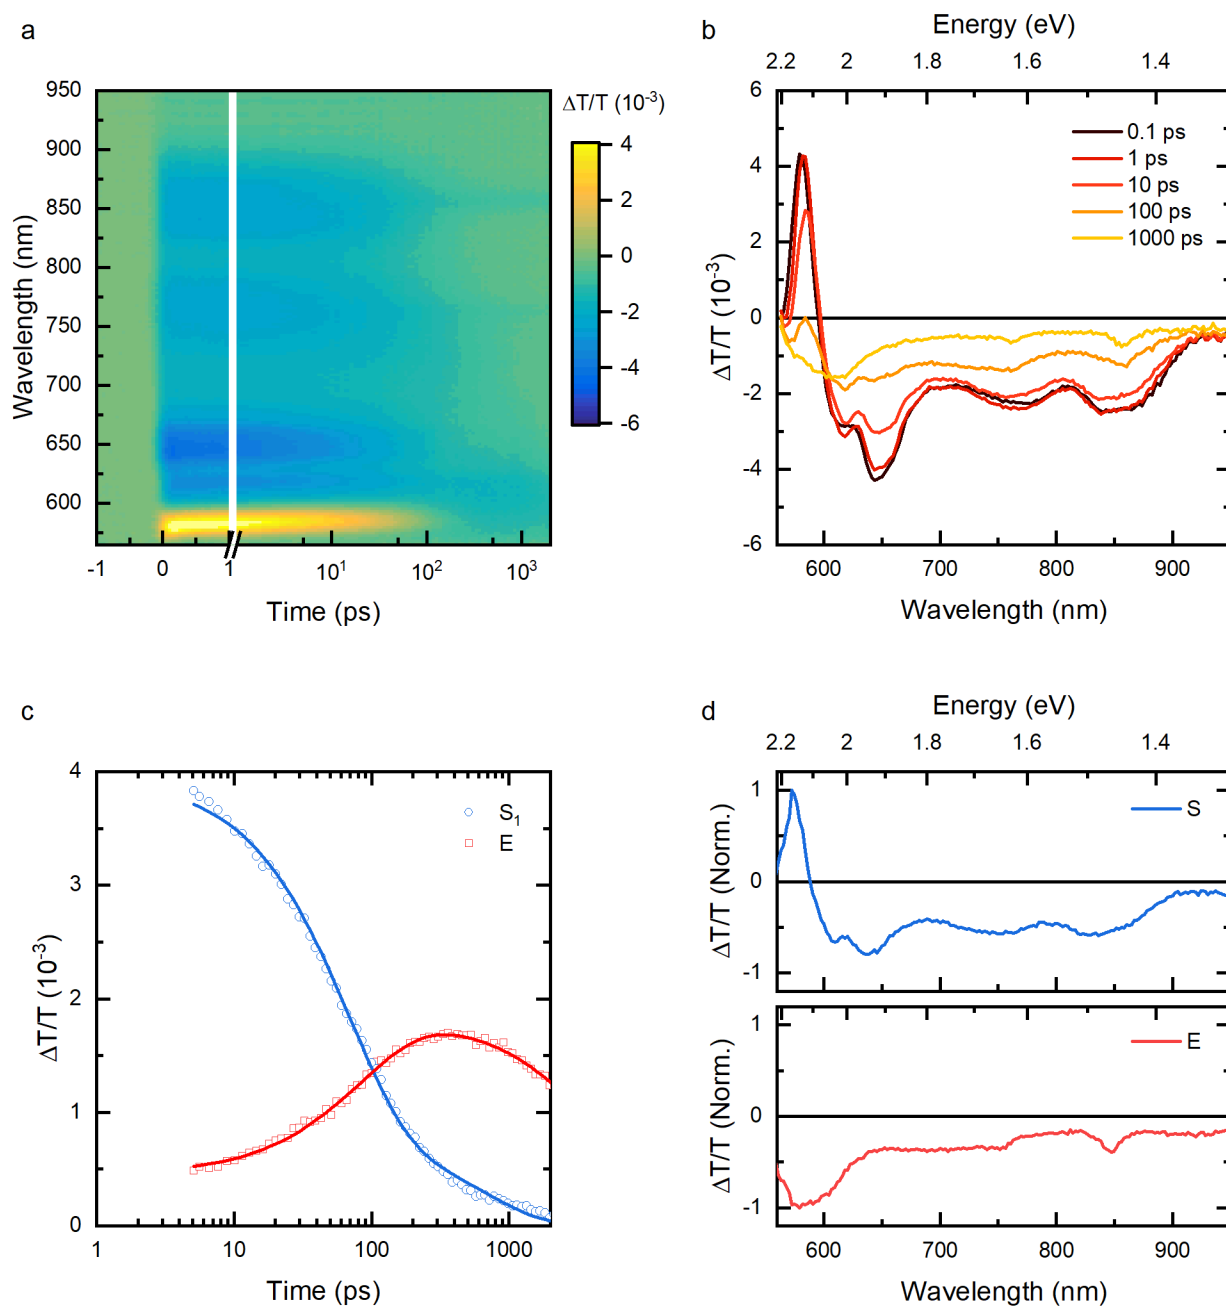 a
ΔT/T (10⁻³)
950
900
850
800
750
700
650
600
Wavelength (nm)
4
2
0
-2
-4
-6
-1
0
1
10¹
10²
10³
Time (ps)
b
Energy (eV)
2.2
2
1.8
1.6
1.4
0.1 ps
1 ps
10 ps
100 ps
1000 ps
4
2
0
-2
-4
-6
ΔT/T (10⁻³)
600
700
800
900
Wavelength (nm)
c
4
3
2
1
0
ΔT/T (10⁻³)
S₁
E
1
10
100
1000
Time (ps)
d
Energy (eV)
2.2
2
1.8
1.6
1.4
1
0
-1
ΔT/T (Norm.)
S
1
0
-1
ΔT/T (Norm.)
E
600
700
800
900
Wavelength (nm)